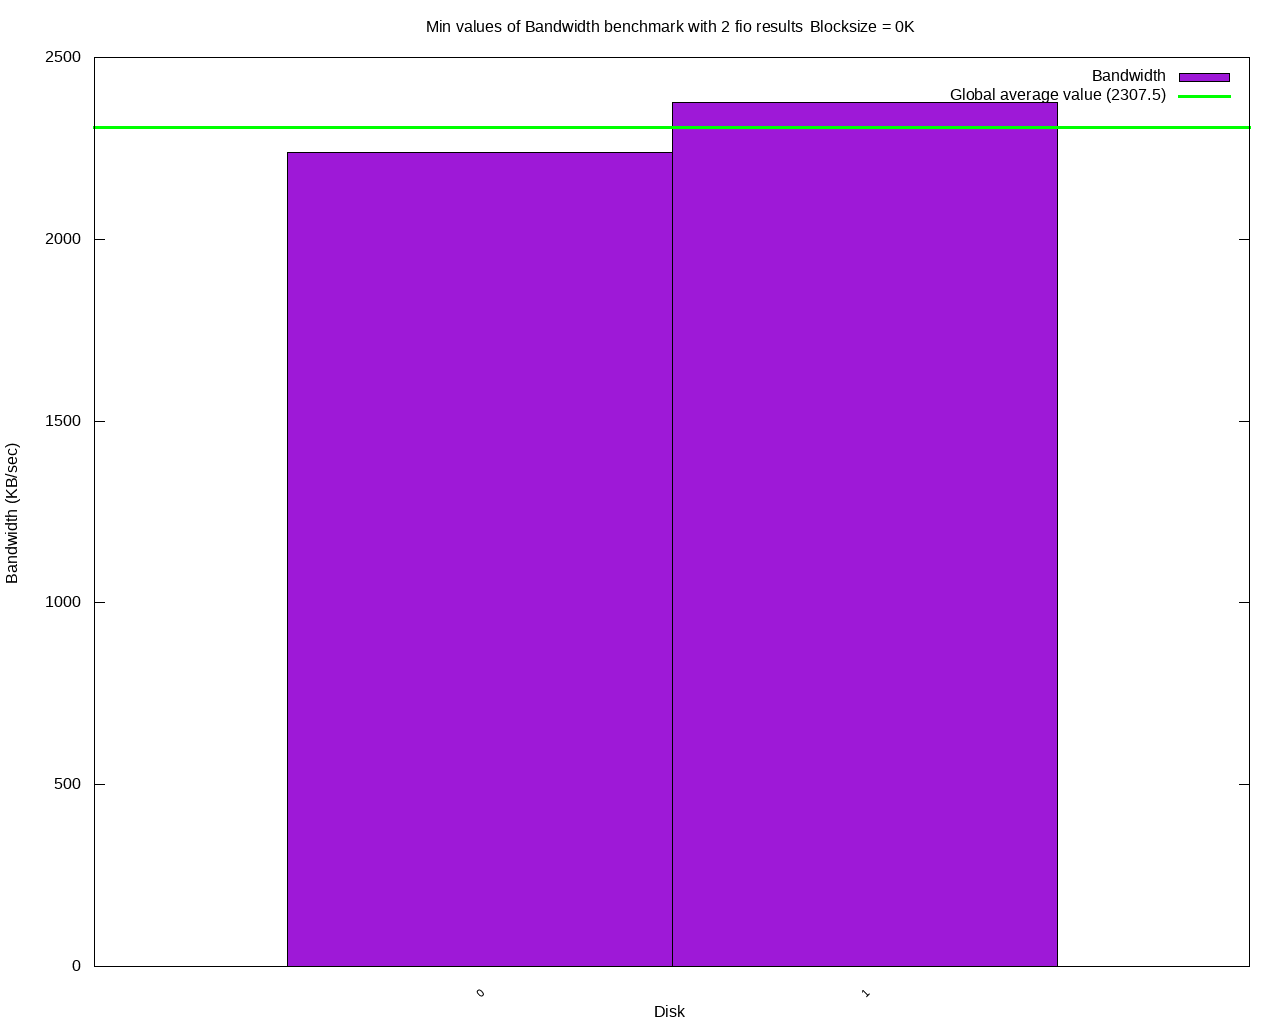 Min values of Bandwidth benchmark with 2 fio results Blocksize = 0K
2500
Bandwidth
Global average value (2307.5)
2000
1500
Bandwidth (KB/sec)
1000
500
0
0
1
Disk